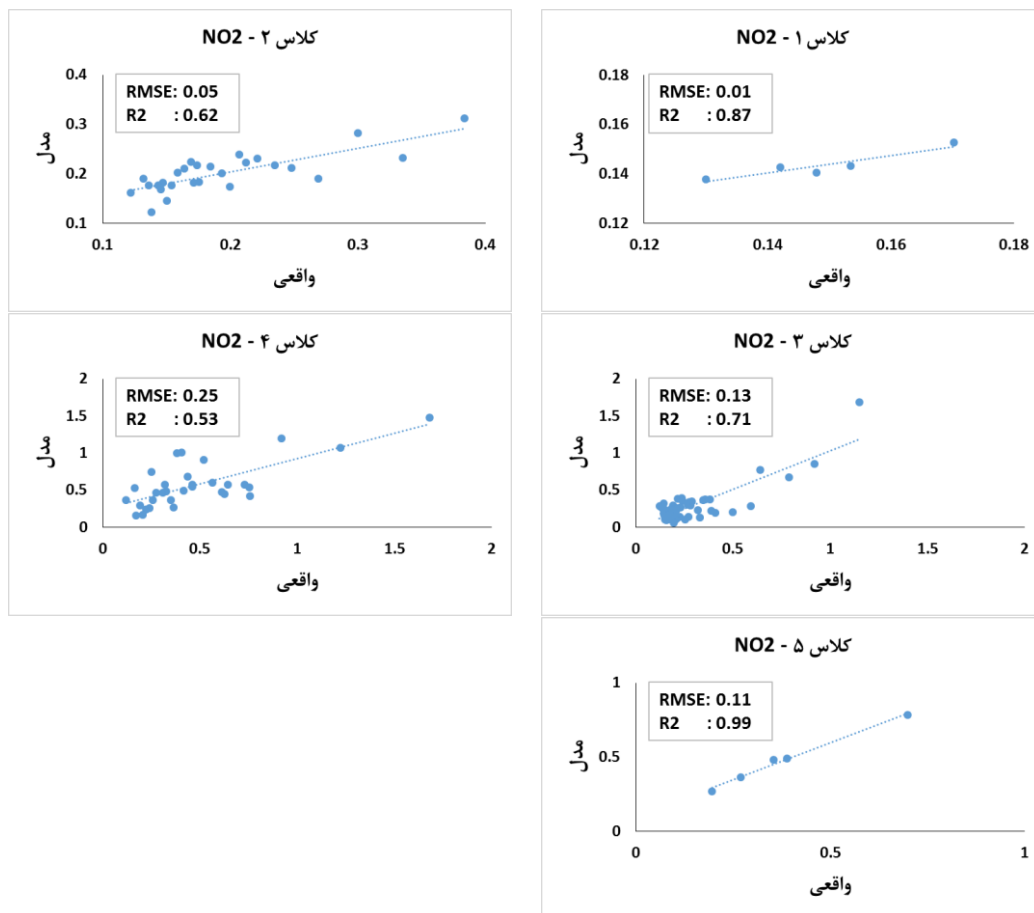 کلاس ۱ - NO2
RMSE: 0.01
R2 : 0.87
0.18
0.16
0.14
0.12
مدل
0.12
0.14
0.16
0.18
واقعی
کلاس ۲ - NO2
RMSE: 0.05
R2 : 0.62
0.4
0.3
0.2
0.1
مدل
0.1
0.2
0.3
0.4
واقعی
کلاس ۳ - NO2
RMSE: 0.13
R2 : 0.71
2
1.5
1
0.5
0
مدل
0
0.5
1
1.5
2
واقعی
کلاس ۴ - NO2
RMSE: 0.25
R2 : 0.53
2
1.5
1
0.5
0
مدل
0
0.5
1
1.5
2
واقعی
کلاس ۵ - NO2
RMSE: 0.11
R2 : 0.99
1
0.5
0
مدل
0
0.5
1
واقعی